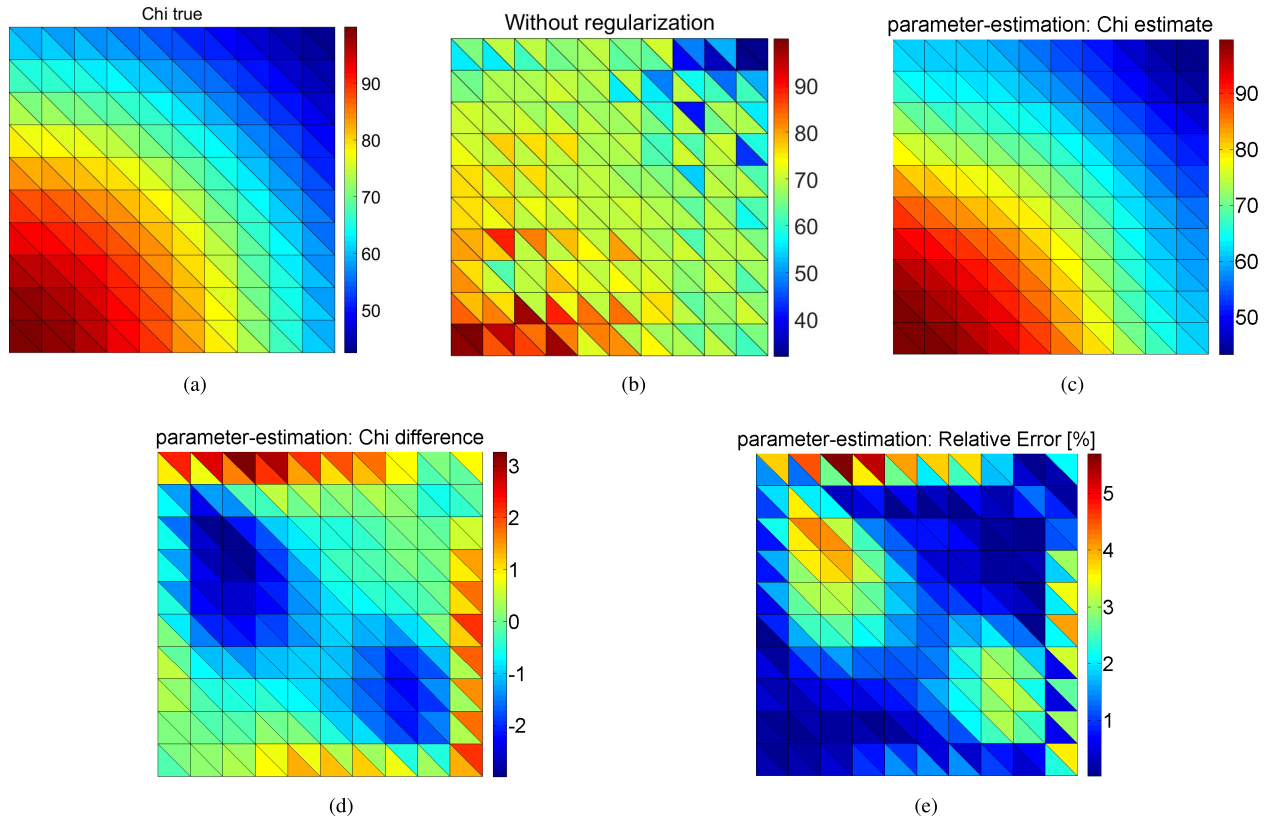 Chi true
90
80
70
60
50
(a)
Without regularization
90
80
70
60
50
40
(b)
parameter-estimation: Chi estimate
90
80
70
60
50
(c)
parameter-estimation: Chi difference
3
2
1
0
-1
-2
(d)
parameter-estimation: Relative Error [%]
5
4
3
2
1
(e)